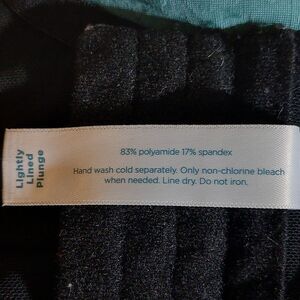 Lightly
Lined
Plunge
83% polyamide 17% spandex
Hand wash cold separately. Only non-chlorine bleach
when needed. Line dry. Do not iron.